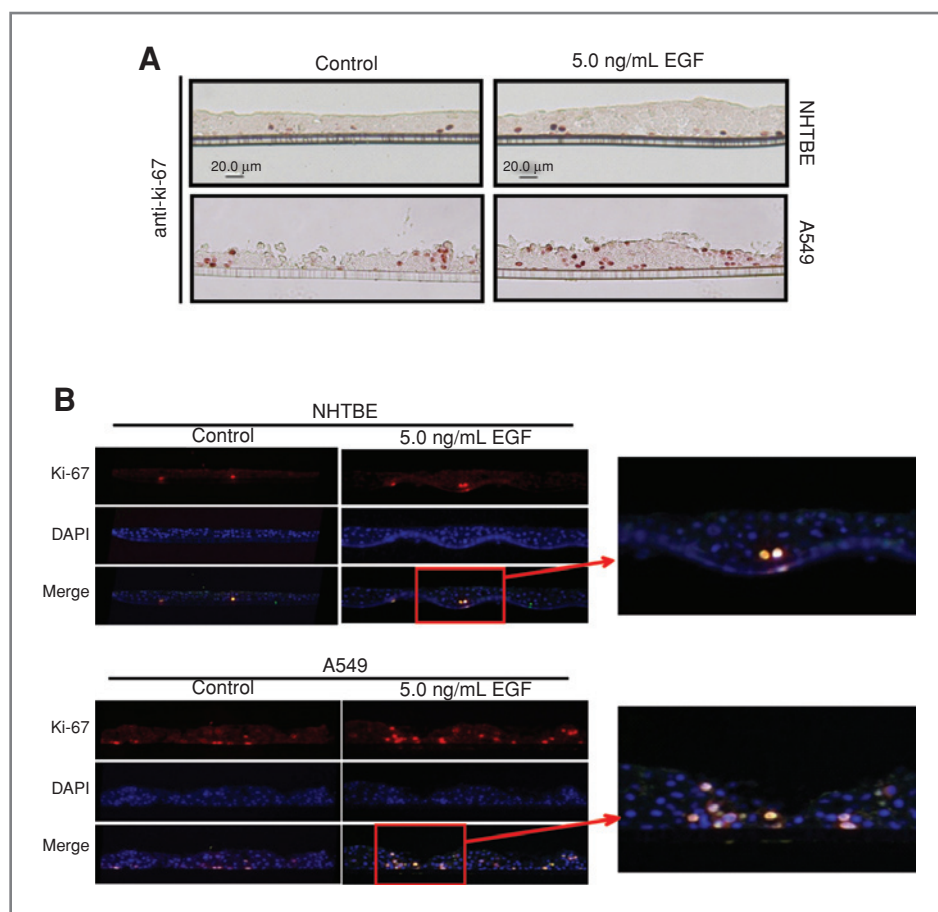 A
Control
5.0 ng/mL EGF
anti-ki-67
20.0 μm
20.0 μm
NHTBE
A549
B
NHTBE
Control
5.0 ng/mL EGF
Ki-67
DAPI
Merge
A549
Control
5.0 ng/mL EGF
Ki-67
DAPI
Merge